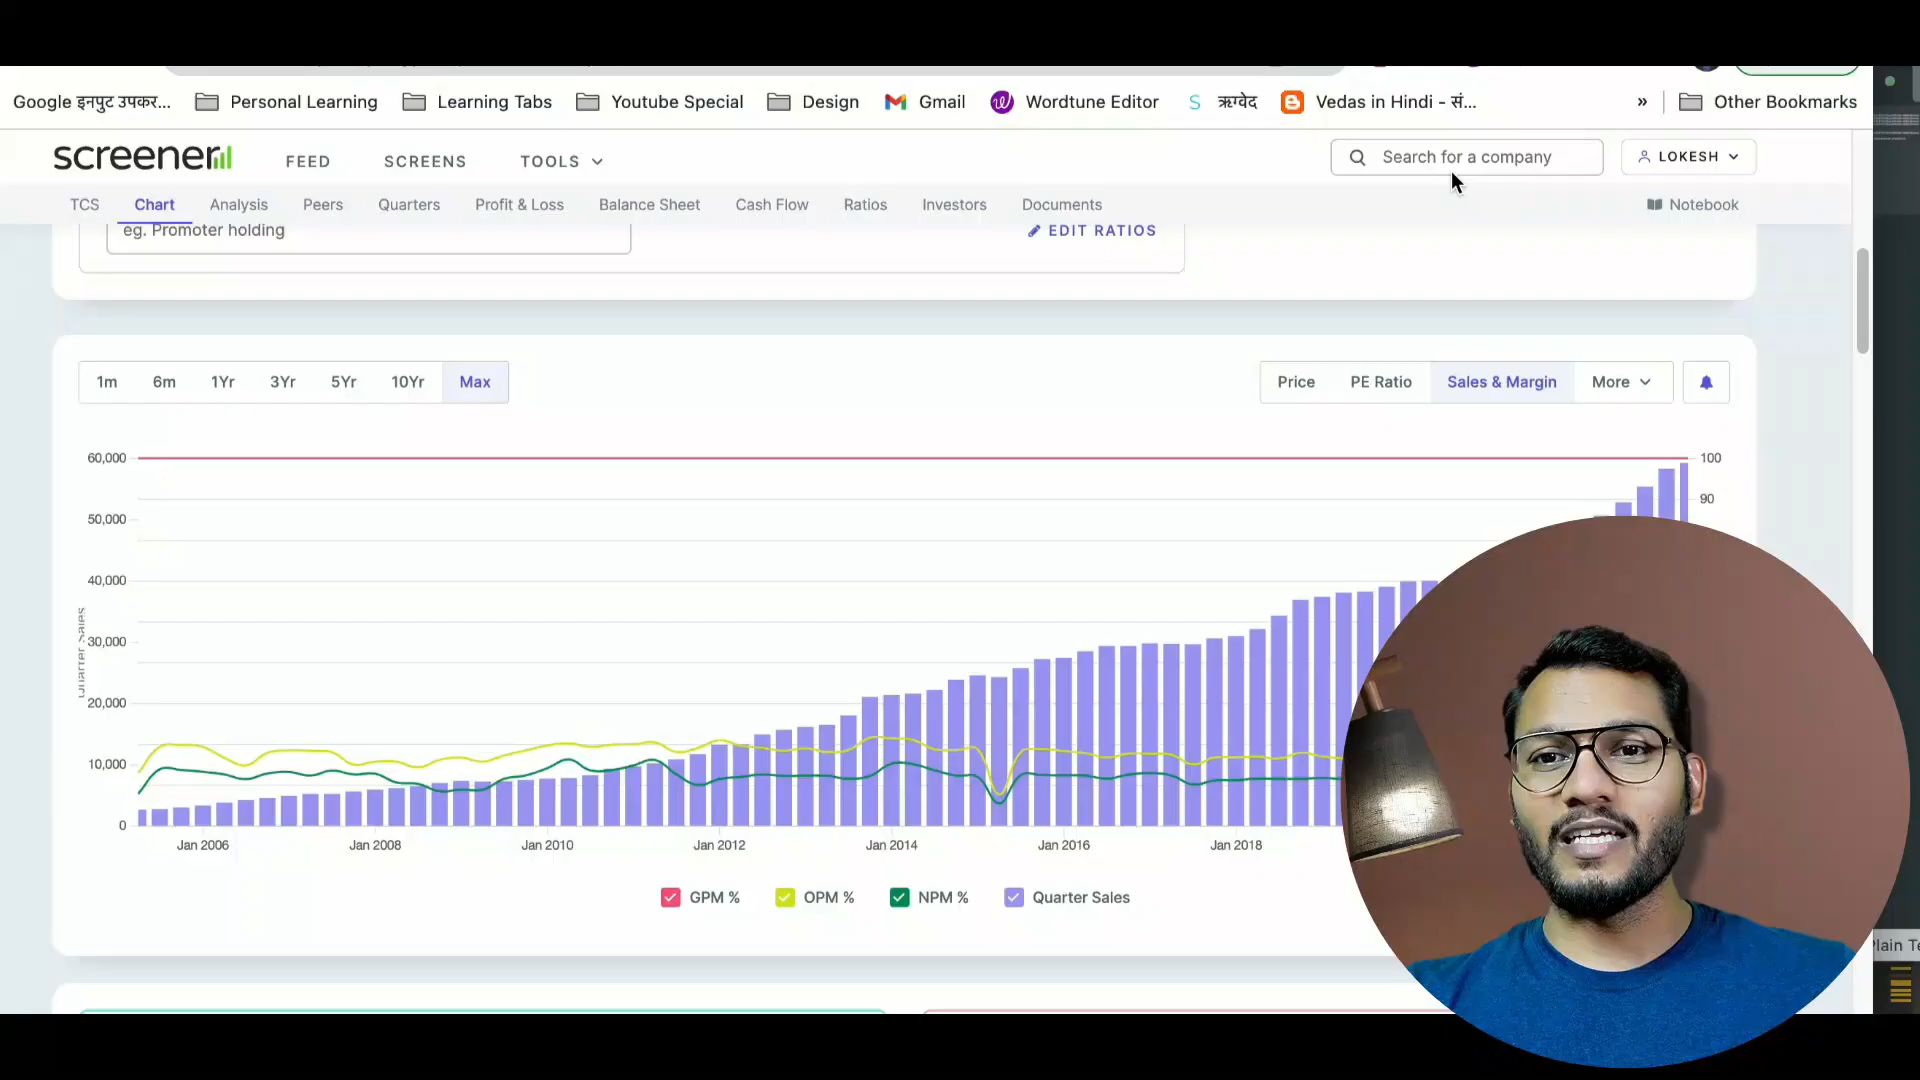 Google इनपुट उपकर... Personal Learning Learning Tabs Youtube Special Design Gmail Wordtune Editor S ऋग्वेद Vedas in Hindi - सं... » Other Bookmarks
screener FEED SCREENS TOOLS Search for a company LOKESH
TCS Chart Analysis Peers Quarters Profit & Loss Balance Sheet Cash Flow Ratios Investors Documents Notebook
eg. Promoter holding EDIT RATIOS
1m 6m 1Yr 3Yr 5Yr 10Yr Max Price PE Ratio Sales & Margin More
60,000 100
90
50,000
40,000
Quarter Sales
30,000
20,000
10,000
0
Jan 2006 Jan 2008 Jan 2010 Jan 2012 Jan 2014 Jan 2016 Jan 2018
GPM % OPM % NPM % Quarter Sales